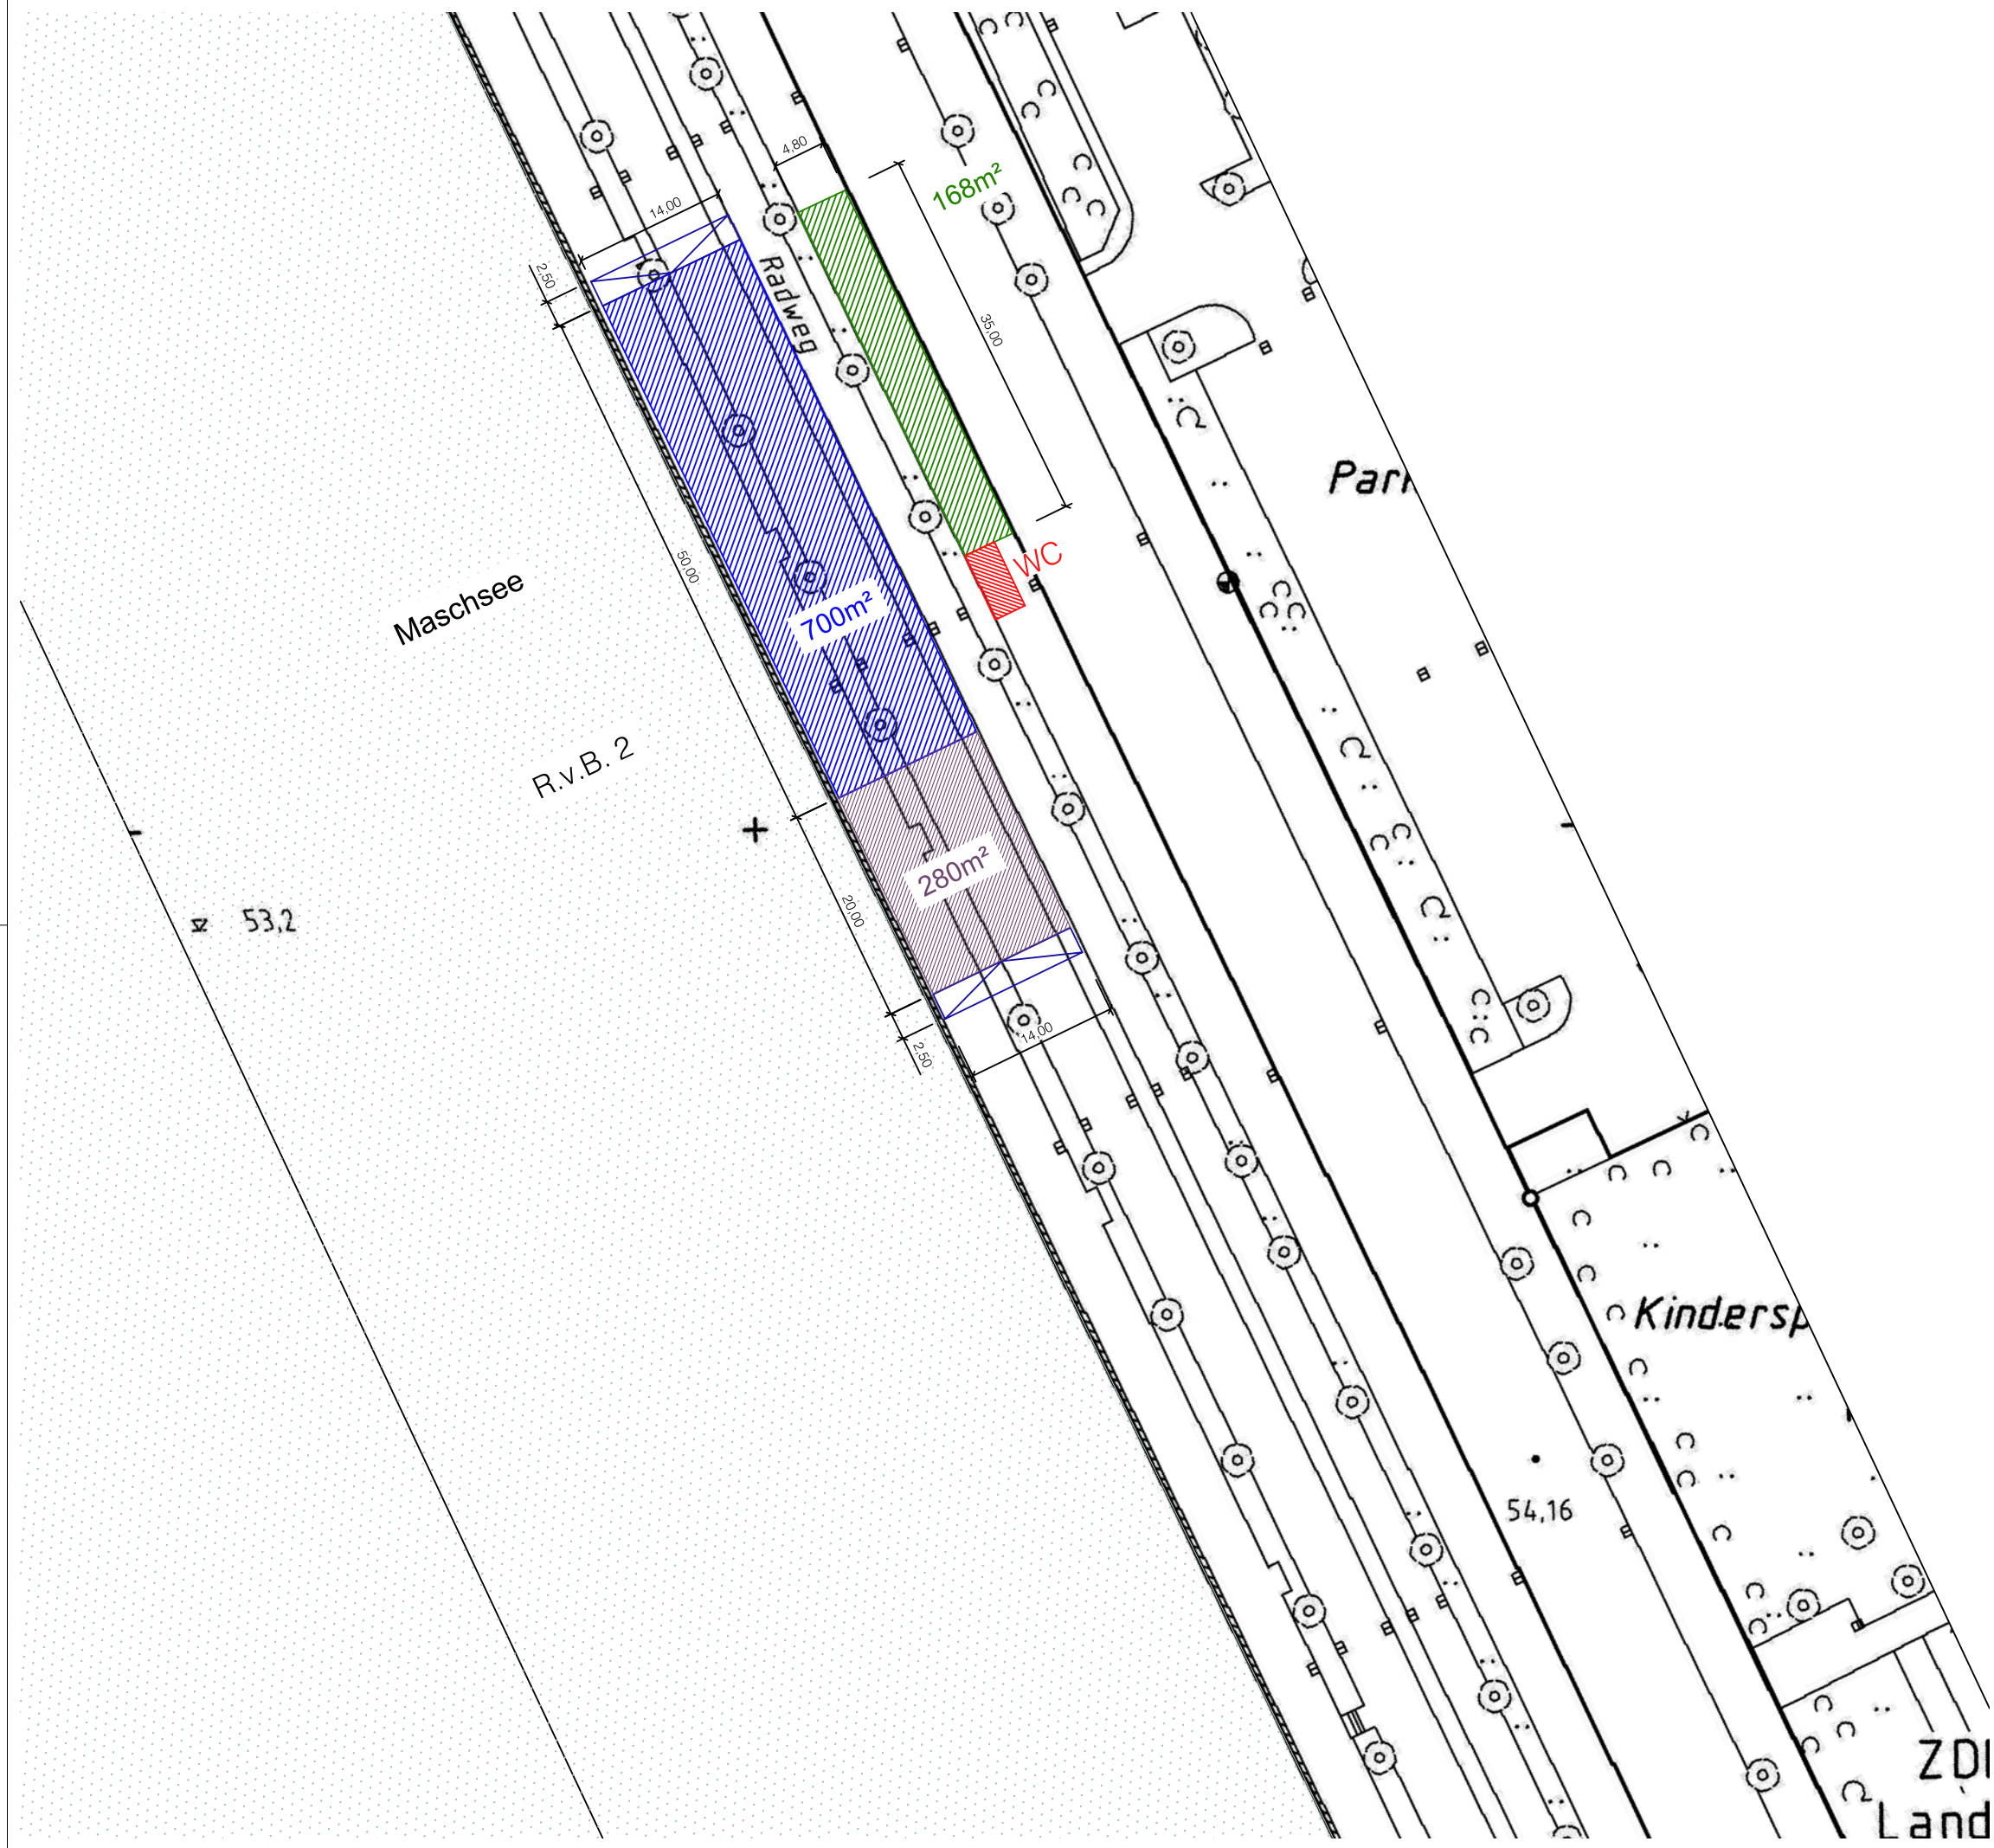 4,80
168m²
14,00
Radweg
2,50
35,00
Par
WC
50,00
Maschsee
700m²
R.v.B. 2
280m²
20,00
53,2
14,00
2,50
Kindersp
54,16
ZD
Land